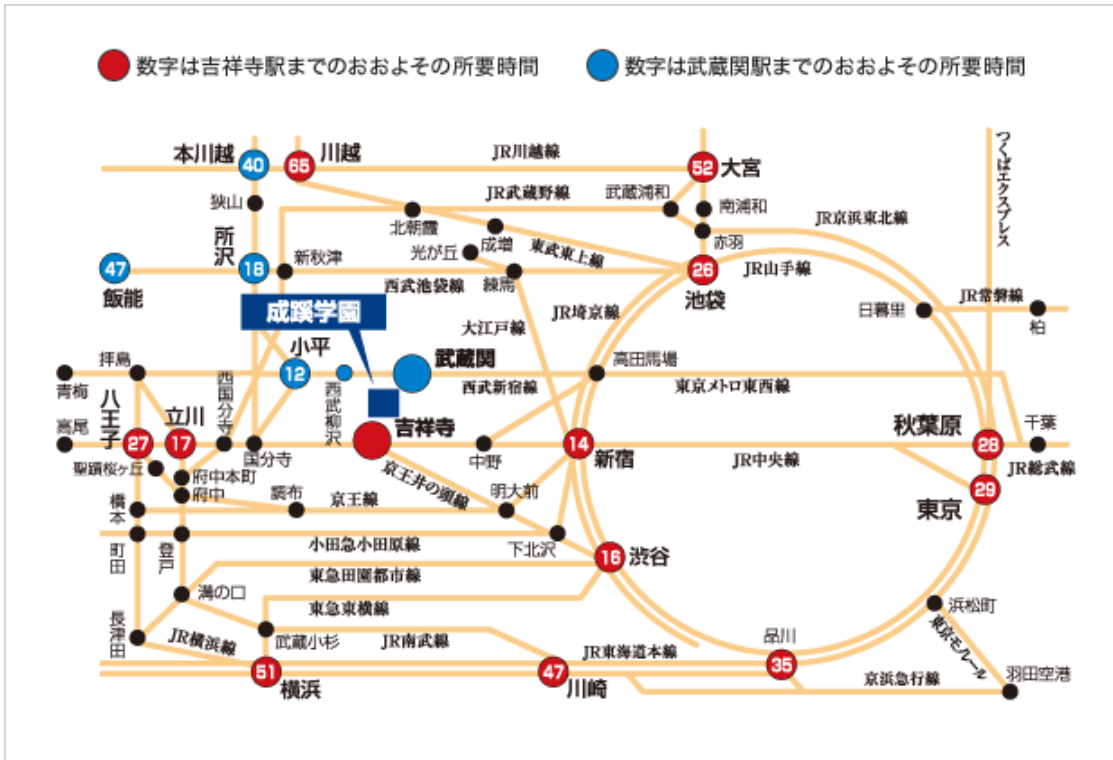 数字は吉祥寺駅までのおおよその所要時間
数字は武蔵関駅までのおおよその所要時間
本川越
40
65
川越
JR川越線
52
大宮
つくばエクスプレス
狭山
JR武蔵野線
武蔵浦和
南浦和
JR京浜東北線
北朝霞
成増
東武東上線
赤羽
所沢
光が丘
47
飯能
18
新秋津
西武池袋線
練馬
26
池袋
JR山手線
JR埼京線
日暮里
JR常磐線
柏
成蹊学園
大江戸線
小平
12
武蔵関
高田馬場
拝島
青梅
西武柳沢
西武新宿線
東京メトロ東西線
八王子
立川
西国分寺
高尾
27
17
国分寺
吉祥寺
中野
14
新宿
JR中央線
秋葉原
28
千葉
JR総武線
聖蹟桜ヶ丘
府中本町
府中
調布
京王線
京王井の頭線
明大前
29
東京
橋本
町田
登戸
小田急小田原線
下北沢
16
渋谷
東急田園都市線
溝の口
東急東横線
浜松町
長津田
JR横浜線
武蔵小杉
JR南武線
品川
東京モノルール
51
横浜
47
川崎
JR東海道本線
35
京浜急行線
羽田空港